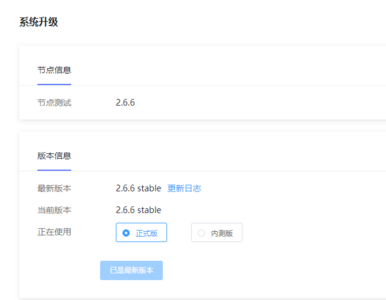 系统升级
节点信息
节点测试 2.6.6
版本信息
最新版本 2.6.6 stable 更新日志
当前版本 2.6.6 stable
正在使用 正式版 内测版
已是最新版本